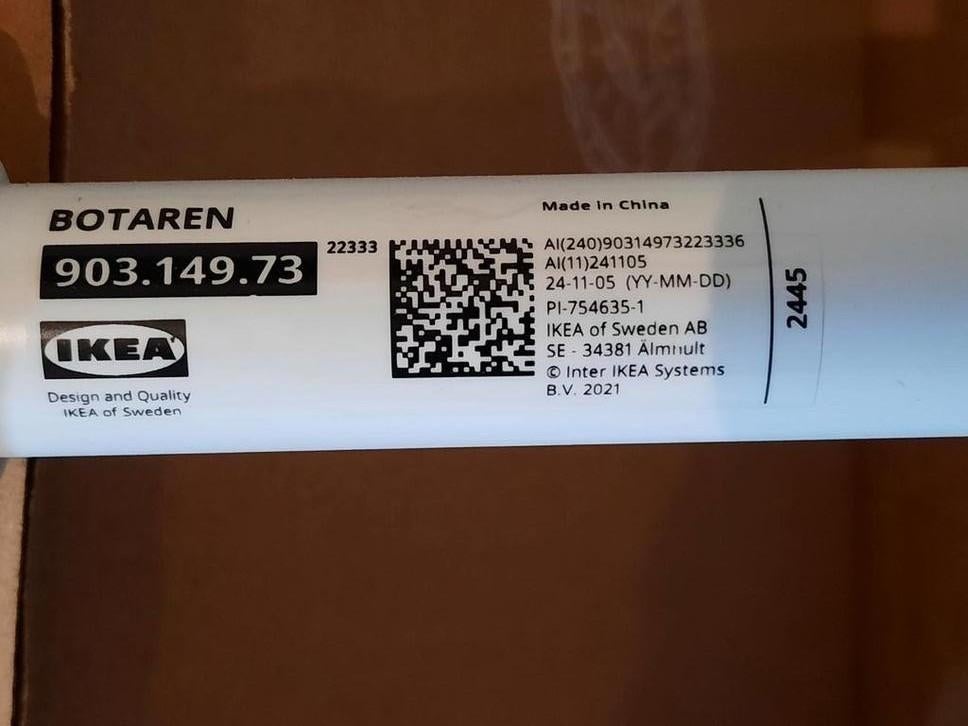 BOTAREN
903.149.73
22333
IKEA
Design and Quality
IKEA of Sweden
Made in China
AI(240)90314973223336
AI(11)241105
24-11-05 (YY-MM-DD)
PI-754635-1
IKEA of Sweden AB
SE - 34381 Älmhult
© Inter IKEA Systems
B.V. 2021
2445